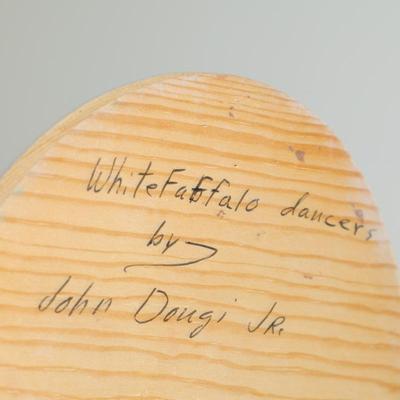 WhiteFaffalo dancers
by
John Dougi JR.